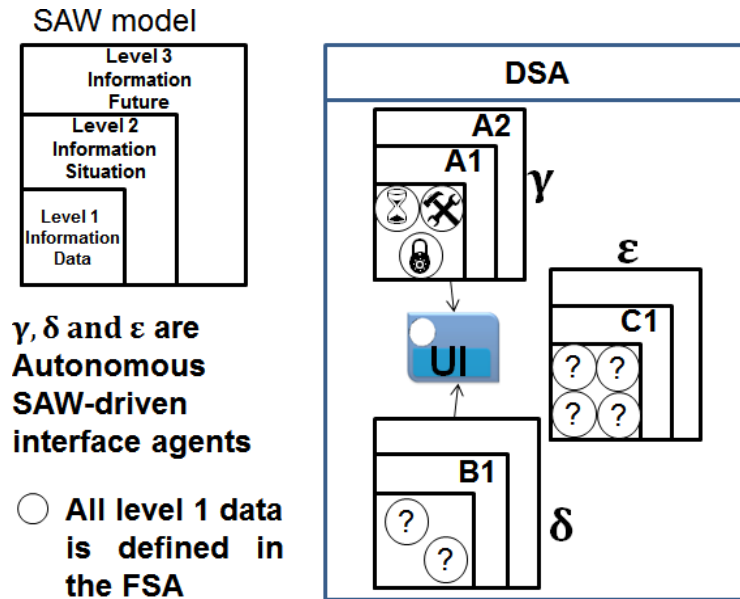 SAW model
Level 3
Information
Future
Level 2
Information
Situation
Level 1
Information
Data
γ, δ and ε are
Autonomous
SAW-driven
interface agents
All level 1 data
is defined in
the FSA
DSA
A2
A1
γ
ε
C1
? ?
? ?
UI
B1
?
?
δ